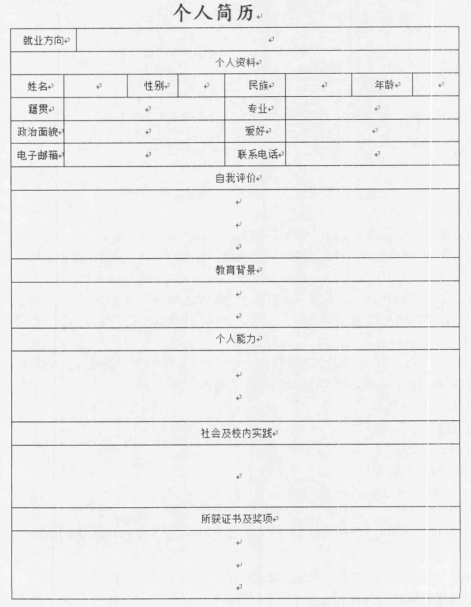 个人简历
就业方向
个人资料
姓名 性别 民族 年龄
籍贯 专业
政治面貌 爱好
电子邮箱 联系电话
自我评价
教育背景
个人能力
社会及校内实践
所获证书及奖项